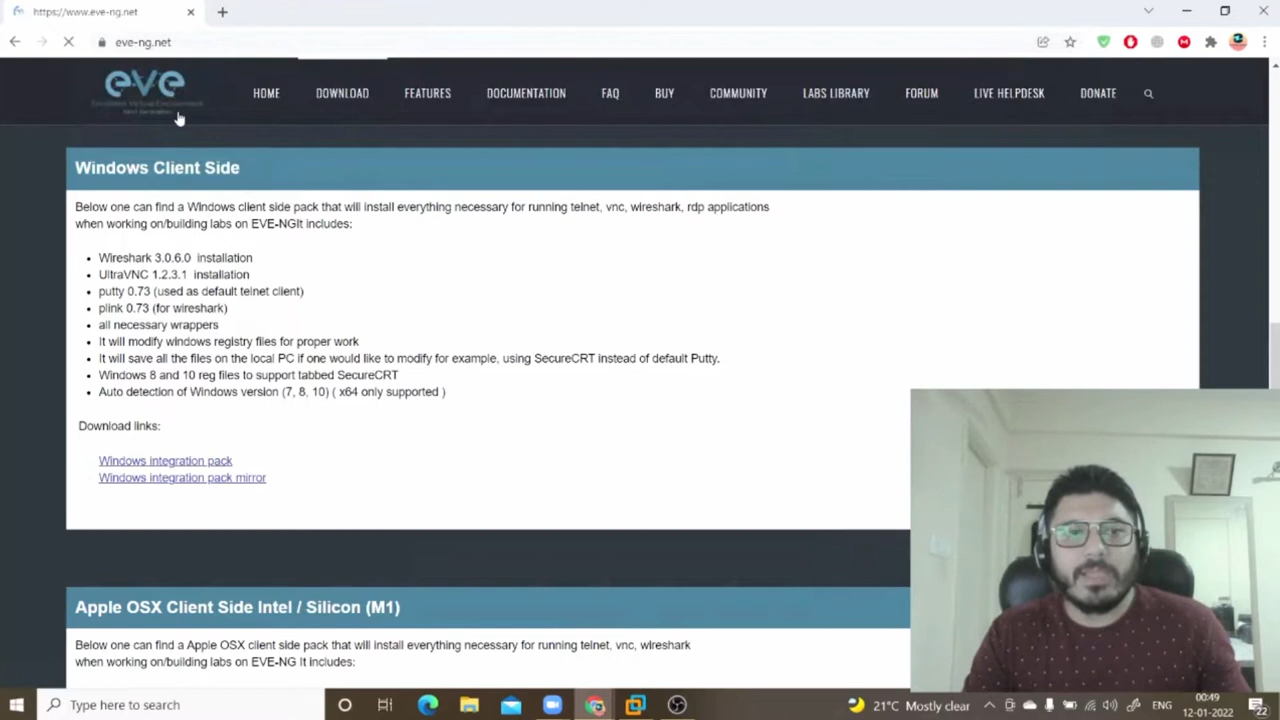 https://www.eve-ng.net
eve-ng.net
eve
HOME
DOWNLOAD
FEATURES
DOCUMENTATION
FAQ
BUY
COMMUNITY
LABS LIBRARY
FORUM
LIVE HELPDESK
DONATE
Windows Client Side
Below one can find a Windows client side pack that will install everything necessary for running telnet, vnc, wireshark, rdp applications
when working on/building labs on EVE-NGIt includes:
Wireshark 3.0.6.0 installation
UltraVNC 1.2.3.1 installation
putty 0.73 (used as default telnet client)
plink 0.73 (for wireshark)
all necessary wrappers
It will modify windows registry files for proper work
It will save all the files on the local PC if one would like to modify for example, using SecureCRT instead of default Putty.
Windows 8 and 10 reg files to support tabbed SecureCRT
Auto detection of Windows version (7, 8, 10) ( x64 only supported )
Download links:
Windows integration pack
Windows integration pack mirror
Apple OSX Client Side Intel / Silicon (M1)
Below one can find a Apple OSX client side pack that will install everything necessary for running telnet, vnc, wireshark
when working on/building labs on EVE-NG It includes:
Type here to search
21°C Mostly clear
ENG
00:49
12-01-2022
22